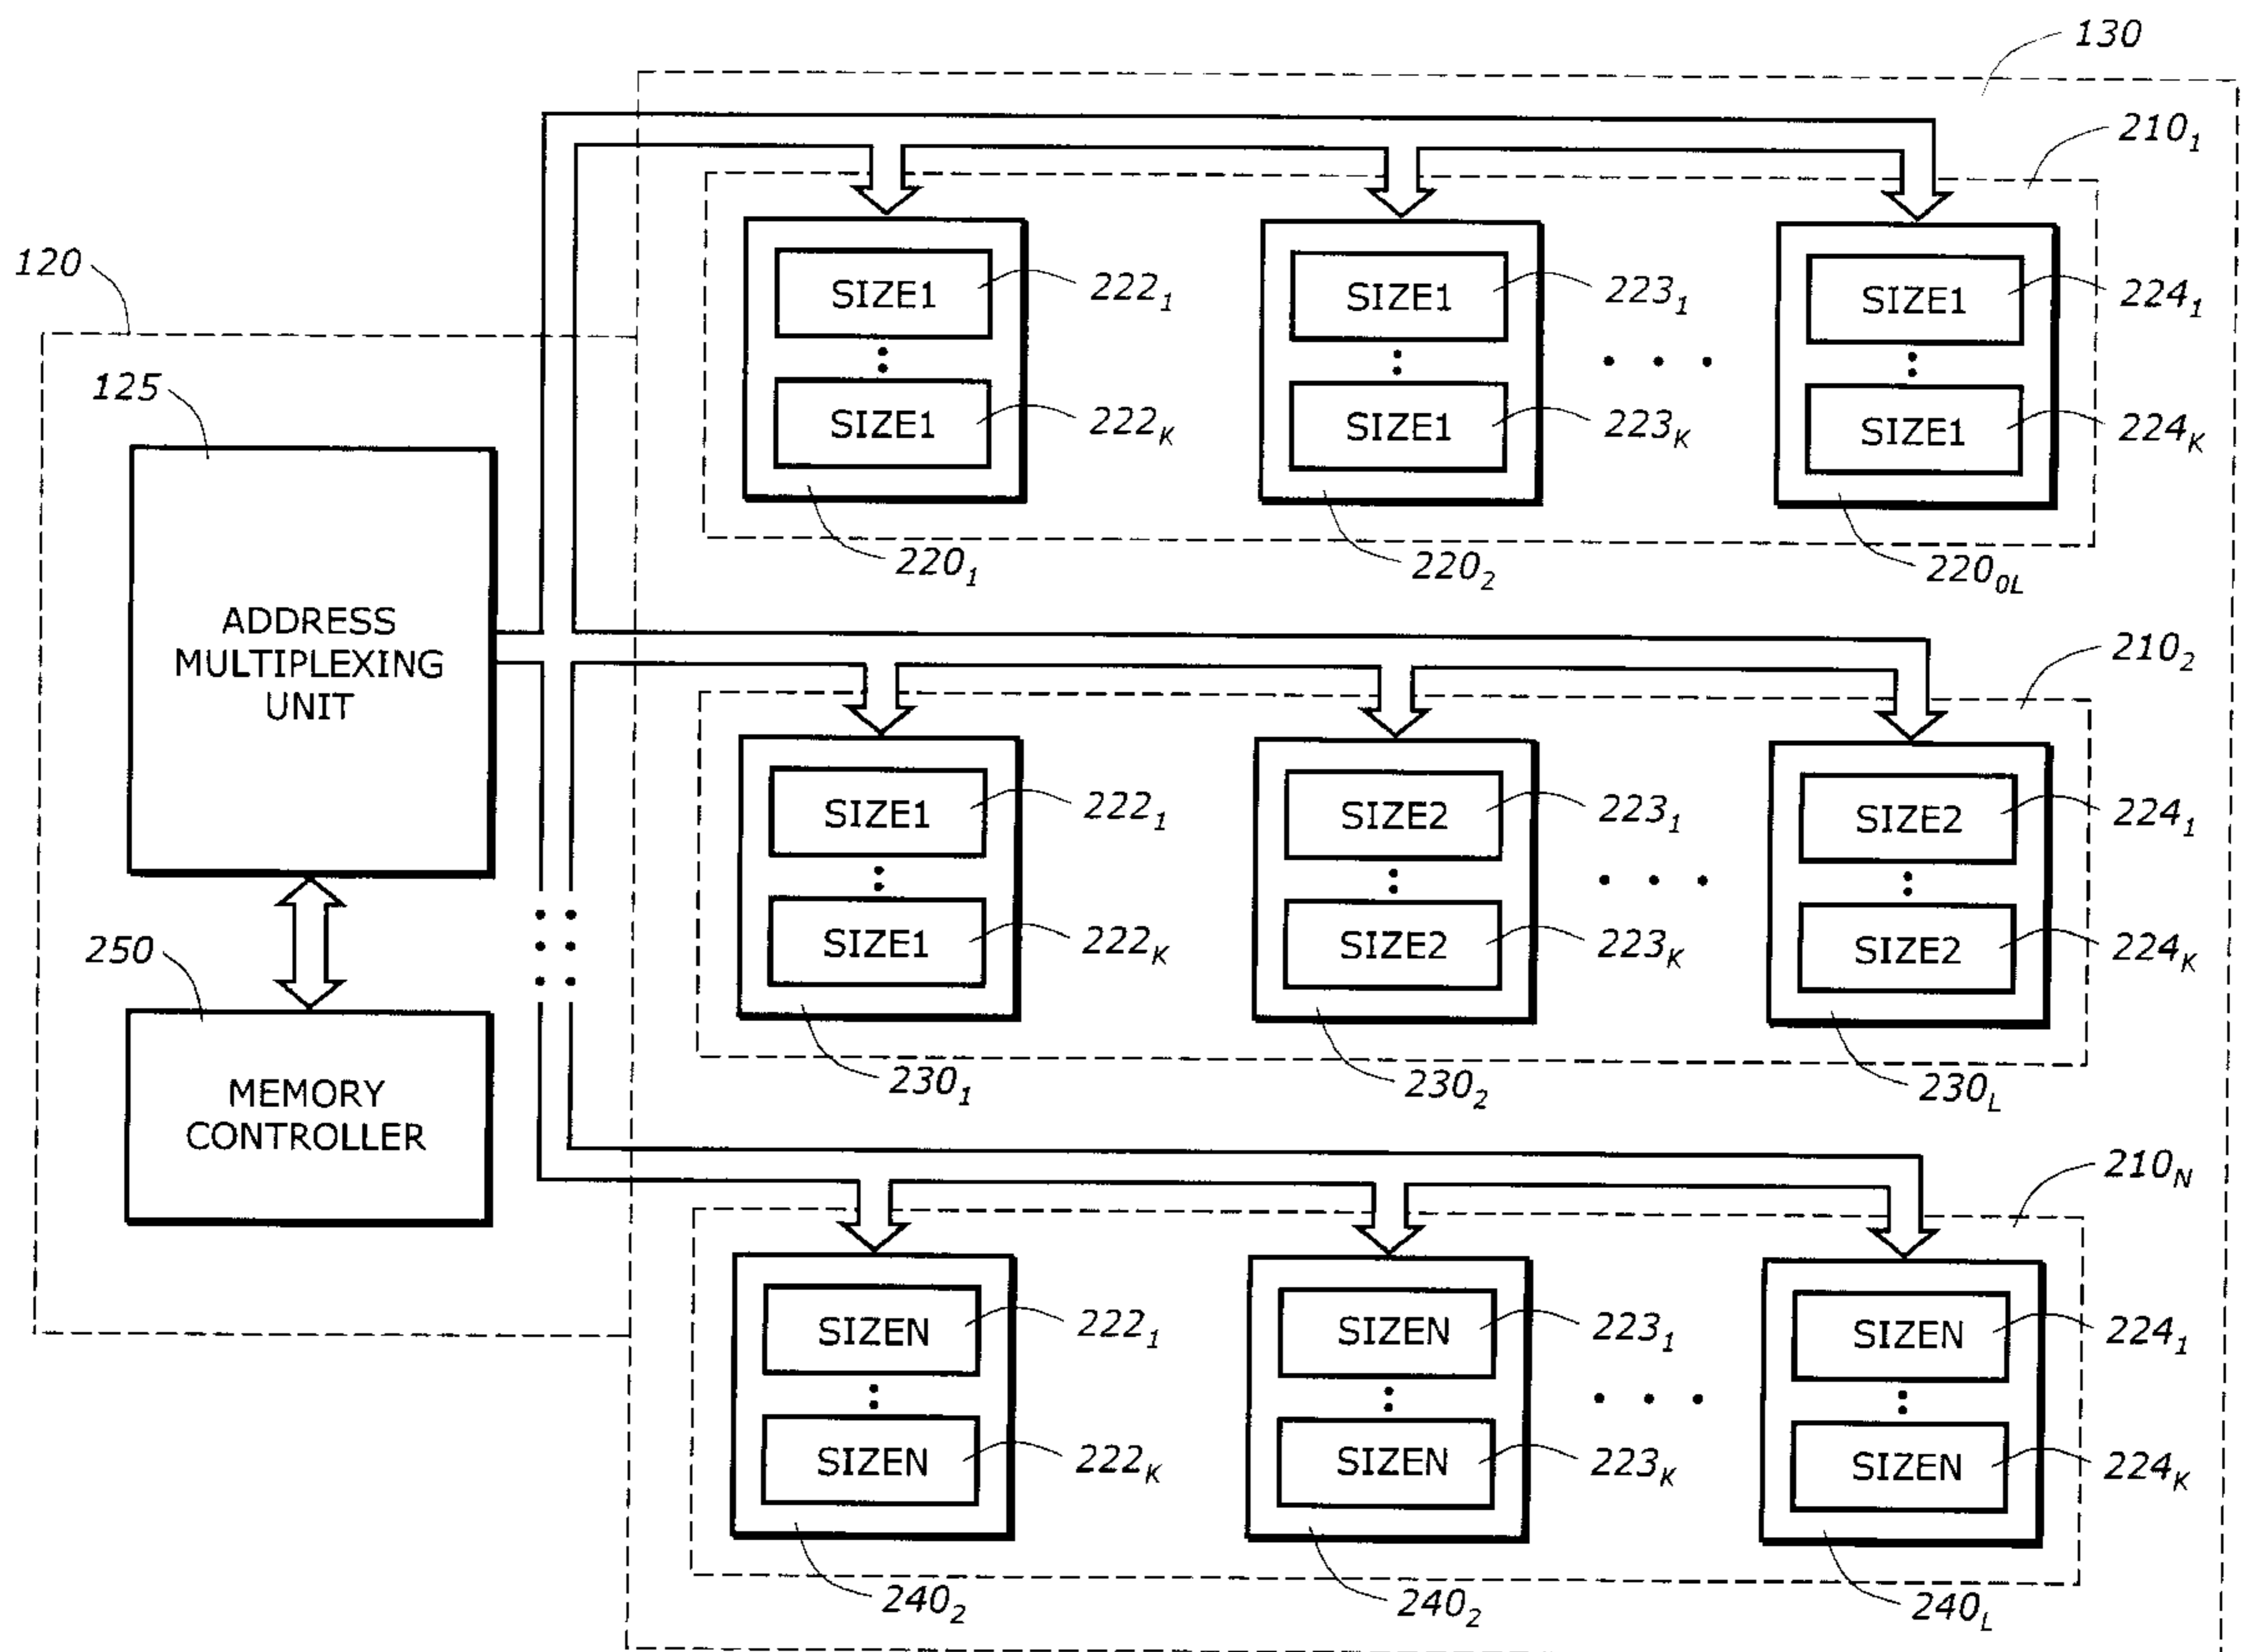 130
210₁
120
SIZE1 222₁ SIZE1 223₁ SIZE1 224₁
125
SIZE1 222ₖ SIZE1 223ₖ SIZE1 224ₖ
220₁ 220₂ 220₀L
ADDRESS
MULTIPLEXING
UNIT
210₂
SIZE1 222₁ SIZE2 223₁ SIZE2 224₁
SIZE1 222ₖ SIZE2 223ₖ SIZE2 224ₖ
250
230₁ 230₂ 230L
MEMORY
CONTROLLER
210N
SIZEN 222₁ SIZEN 223₁ SIZEN 224₁
SIZEN 222ₖ SIZEN 223ₖ SIZEN 224ₖ
240₂ 240₂ 240L